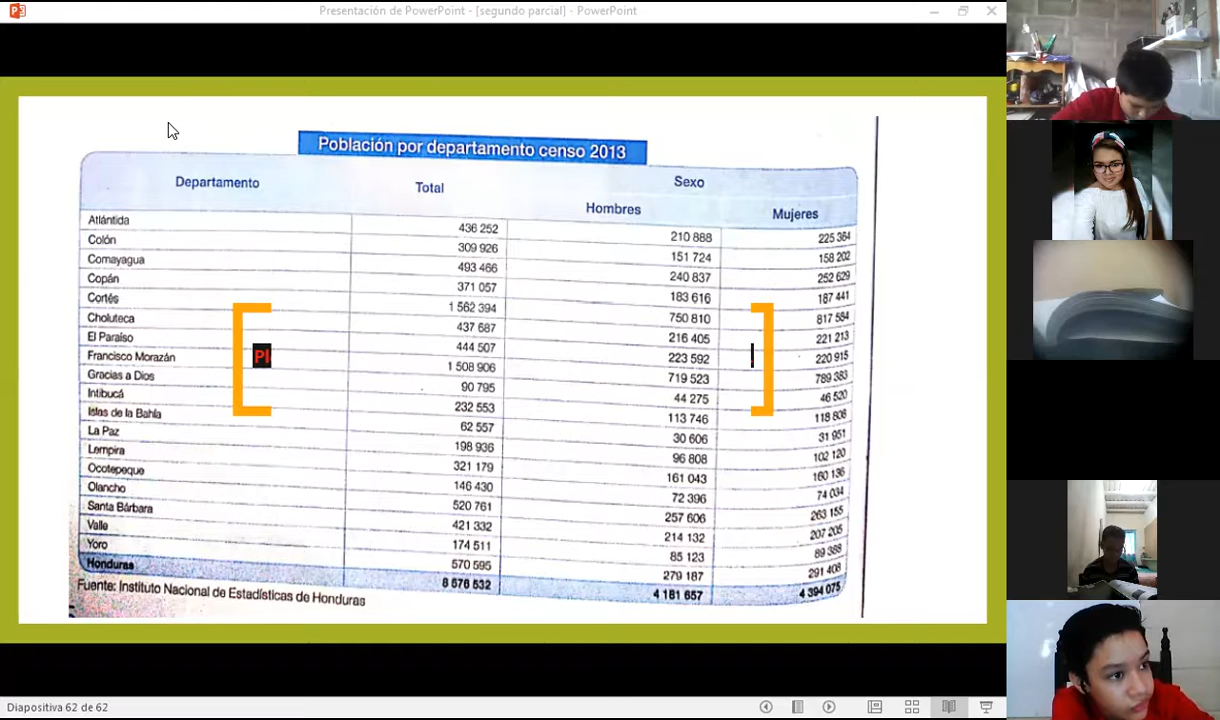 Presentación de PowerPoint - [segundo parcial] - PowerPoint
Población por departamento censo 2013
Departamento Total Sexo
Hombres Mujeres
Atlántida 436 252 210 888 225 364
Colón 309 926 151 724 158 202
Comayagua 493 466 240 837 252 629
Copán 371 057 183 616 187 441
Cortés 1 562 394 750 810 817 584
Choluteca 437 687 216 405 221 213
El Paraíso 444 507 223 592 220 915
Francisco Morazán 1 508 906 719 523 789 383
Gracias a Dios 90 795 44 275 46 520
Intibucá 232 553 113 746 118 808
Islas de la Bahía 62 557 30 606 31 951
La Paz 198 936 96 808 102 120
Lempira 321 179 161 043 160 136
Ocotepeque 146 430 72 396 74 034
Olancho 520 761 257 606 263 155
Santa Bárbara 421 332 214 132 207 205
Valle 174 511 85 123 89 388
Yoro 570 595 279 187 291 408
Honduras 8 576 532 4 181 657 4 394 075
Fuente: Instituto Nacional de Estadísticas de Honduras
Pl
Diapositiva 62 de 62